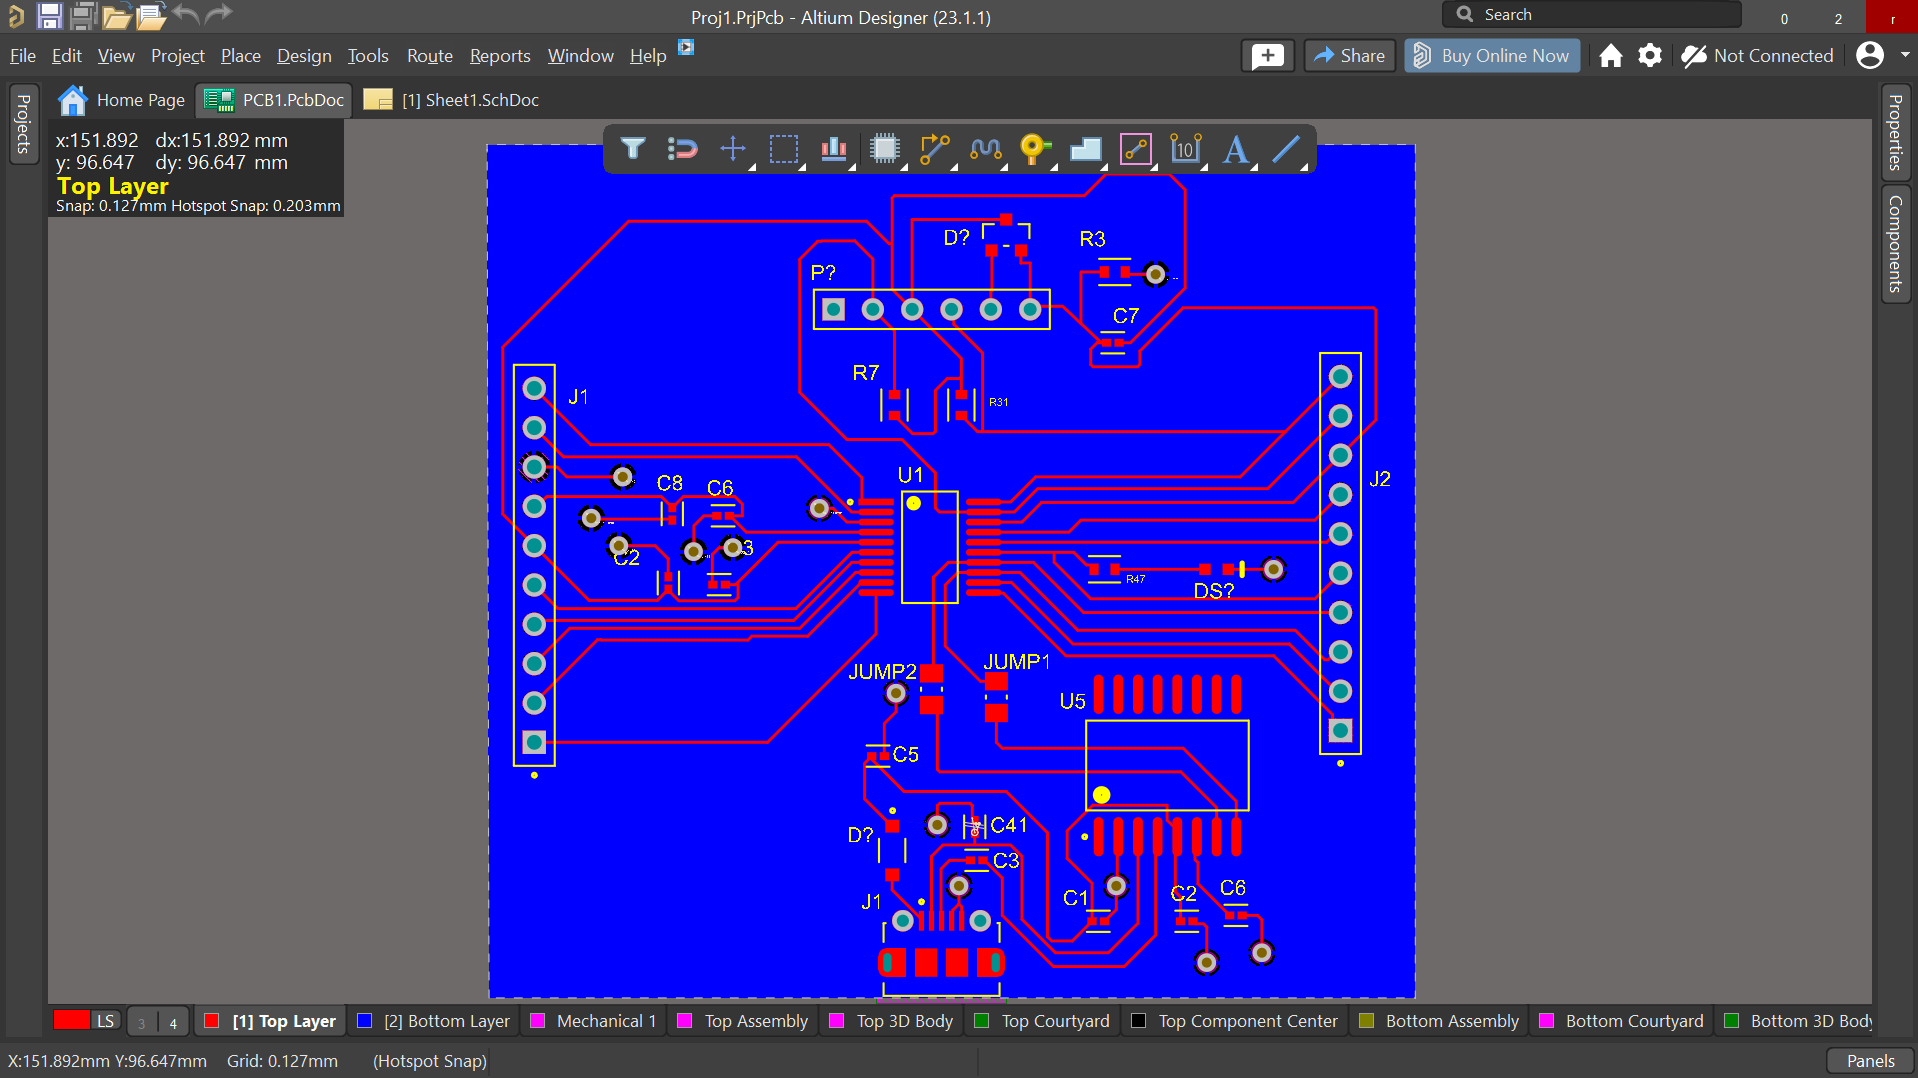 Proj1.PrjPcb - Altium Designer (23.1.1)
Search
0
2
r
File Edit View Project Place Design Tools Route Reports Window Help
Share
Buy Online Now
Not Connected
Projects
Home Page
PCB1.PcbDoc
[1] Sheet1.SchDoc
Properties
Components
x:151.892 dx:151.892 mm
y: 96.647 dy: 96.647 mm
Top Layer
Snap: 0.127mm Hotspot Snap: 0.203mm
10
A
D?
R3
P?
C7
R7
R31
J1
U1
J2
C8
C6
C2
3
R47
DS?
JUMP2
JUMP1
U5
C5
D?
C41
C3
J1
C1
C2
C6
LS
3
4
[1] Top Layer
[2] Bottom Layer
Mechanical 1
Top Assembly
Top 3D Body
Top Courtyard
Top Component Center
Bottom Assembly
Bottom Courtyard
Bottom 3D Body
X:151.892mm Y:96.647mm Grid: 0.127mm (Hotspot Snap)
Panels